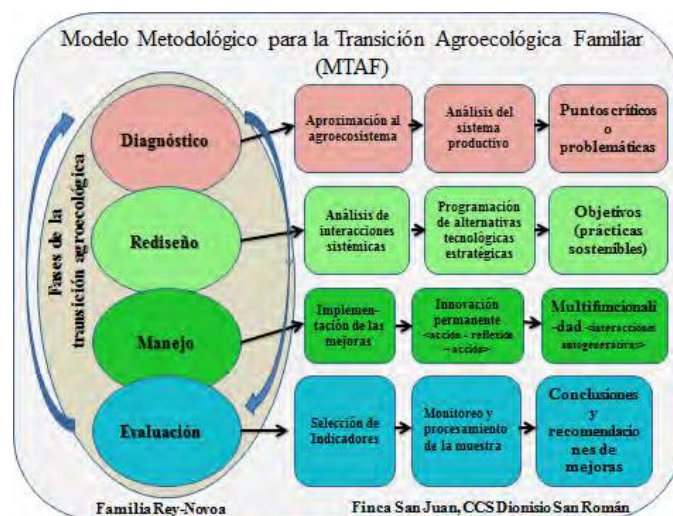 Modelo Metodológico para la Transición Agroecológica Familiar
(MTAF)
Fases de la
transición agroecológica
Diagnóstico
Aproximación al
agroecosistema
Análisis del
sistema
productivo
Puntos críticos
o
problemáticas
Rediseño
Análisis de
interacciones
sistémicas
Programación
de alternativas
tecnológicas
estratégicas
Objetivos
(prácticas
sostenibles)
Manejo
Implemen-
tación de las
mejoras
Innovación
permanente
<acción - reflexión
- acción>
Multifuncionali
-dad <interacciones
autogenerativas>
Evaluación
Selección de
Indicadores
Monitoreo y
procesamiento
de la muestra
Conclusiones
y
recomendacio
nes de
mejoras
Familia Rey-Novoa
Finca San Juan, CCS Dionisio San Román